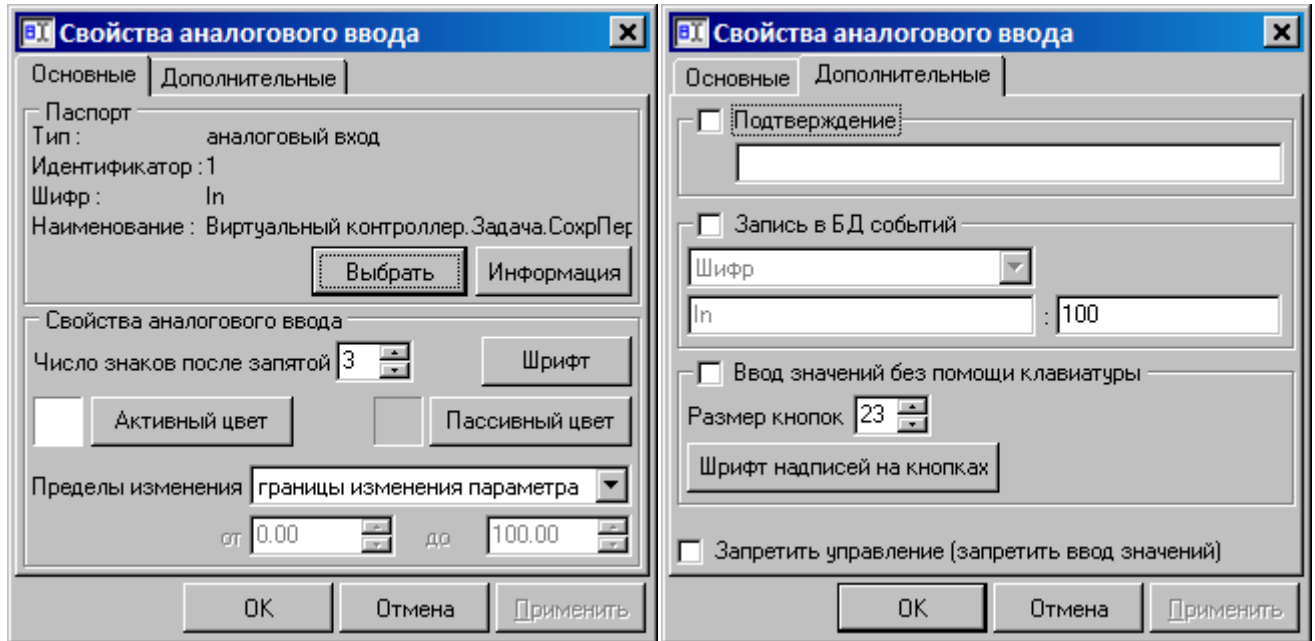 Свойства аналогового ввода
Основные
Дополнительные
Паспорт
Тип : аналоговый вход
Идентификатор : 1
Шифр : In
Наименование : Виртуальный контроллер.Задача.СохрПер
Выбрать
Информация
Свойства аналогового ввода
Число знаков после запятой 3
Шрифт
Активный цвет
Пассивный цвет
Пределы изменения границы изменения параметра
от 0.00 до 100.00
OK
Отмена
Применить
Свойства аналогового ввода
Основные
Дополнительные
Подтверждение
Запись в БД событий
Шифр
In : 100
Ввод значений без помощи клавиатуры
Размер кнопок 23
Шрифт надписей на кнопках
Запретить управление (запретить ввод значений)
OK
Отмена
Применить